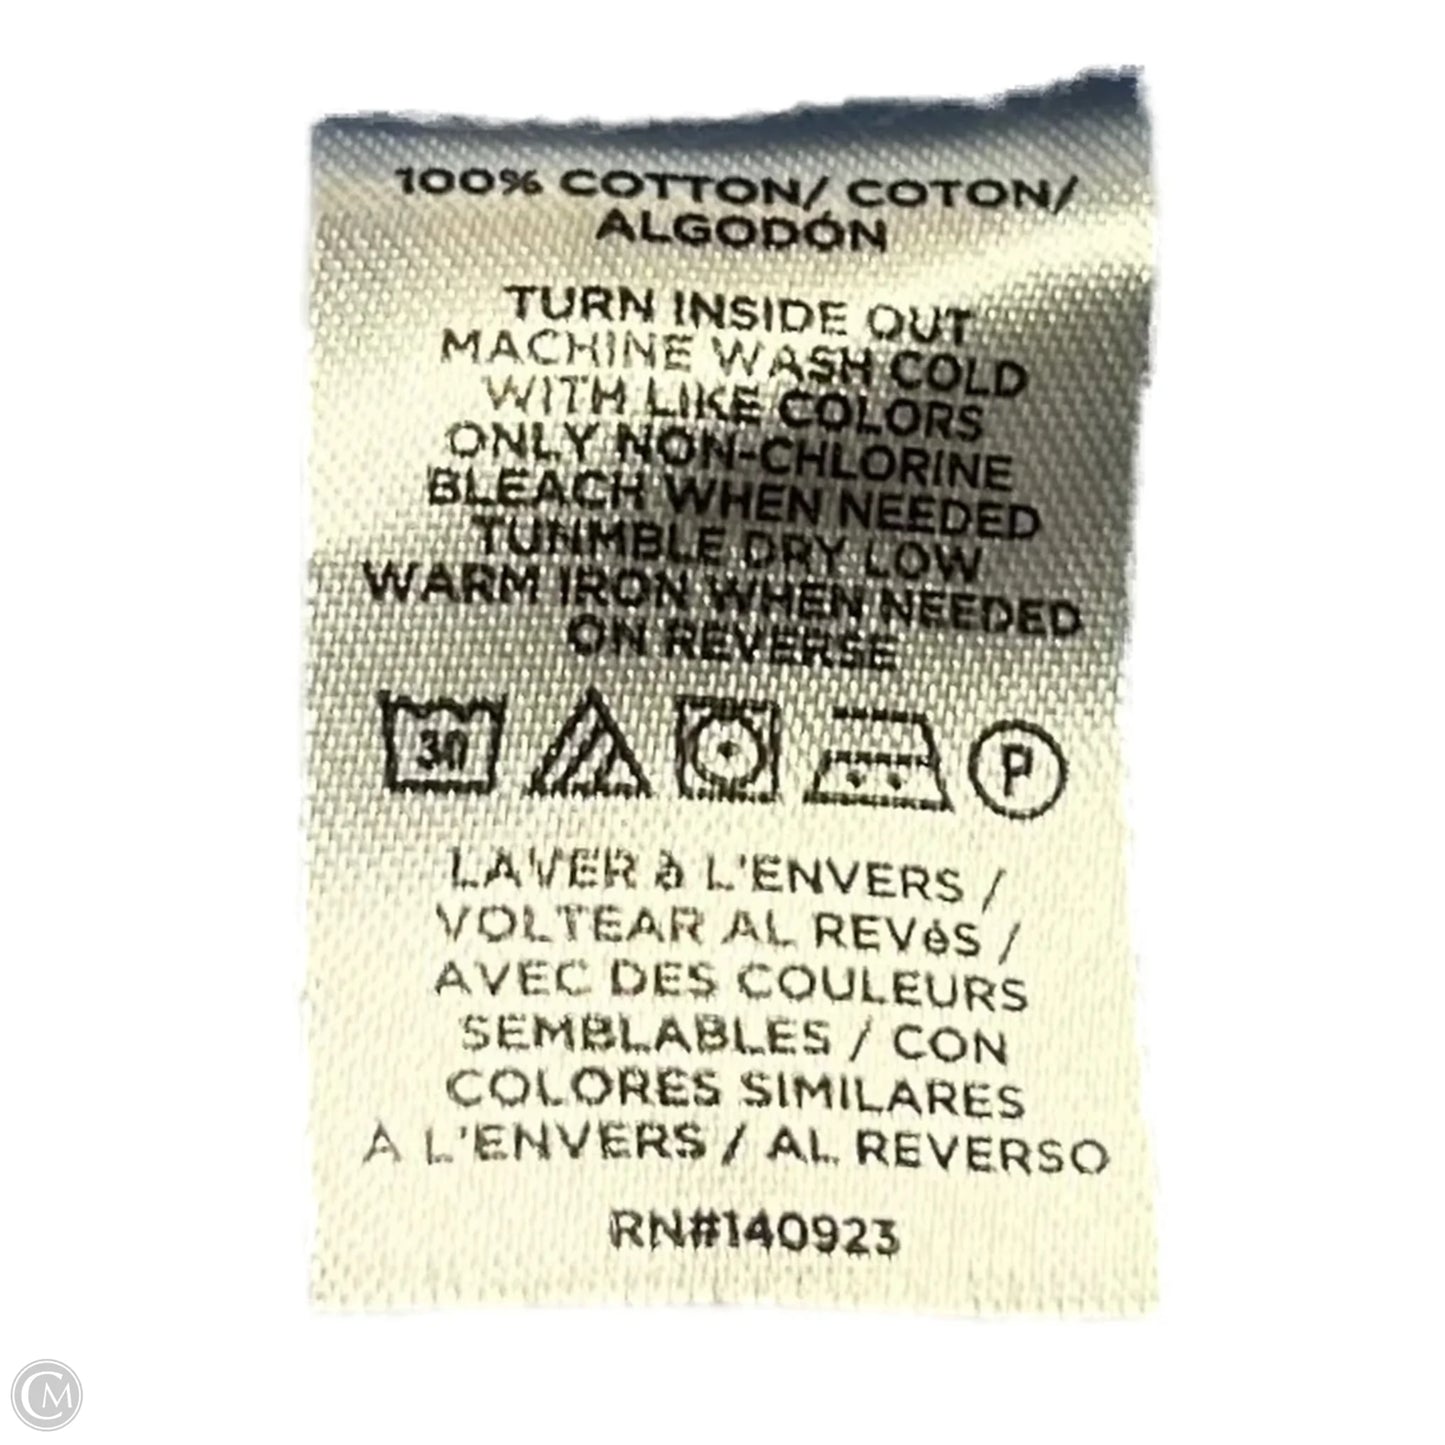 100% COTTON/ COTON/
ALGODÓN
TURN INSIDE OUT
MACHINE WASH COLD
WITH LIKE COLORS
ONLY NON-CHLORINE
BLEACH WHEN NEEDED
TUNMBLE DRY LOW
WARM IRON WHEN NEEDED
ON REVERSE
30 P
LAVER à L'ENVERS /
VOLTEAR AL REVéS /
AVEC DES COULEURS
SEMBLABLES / CON
COLORES SIMILARES
A L'ENVERS / AL REVERSO
RN#140923
CM